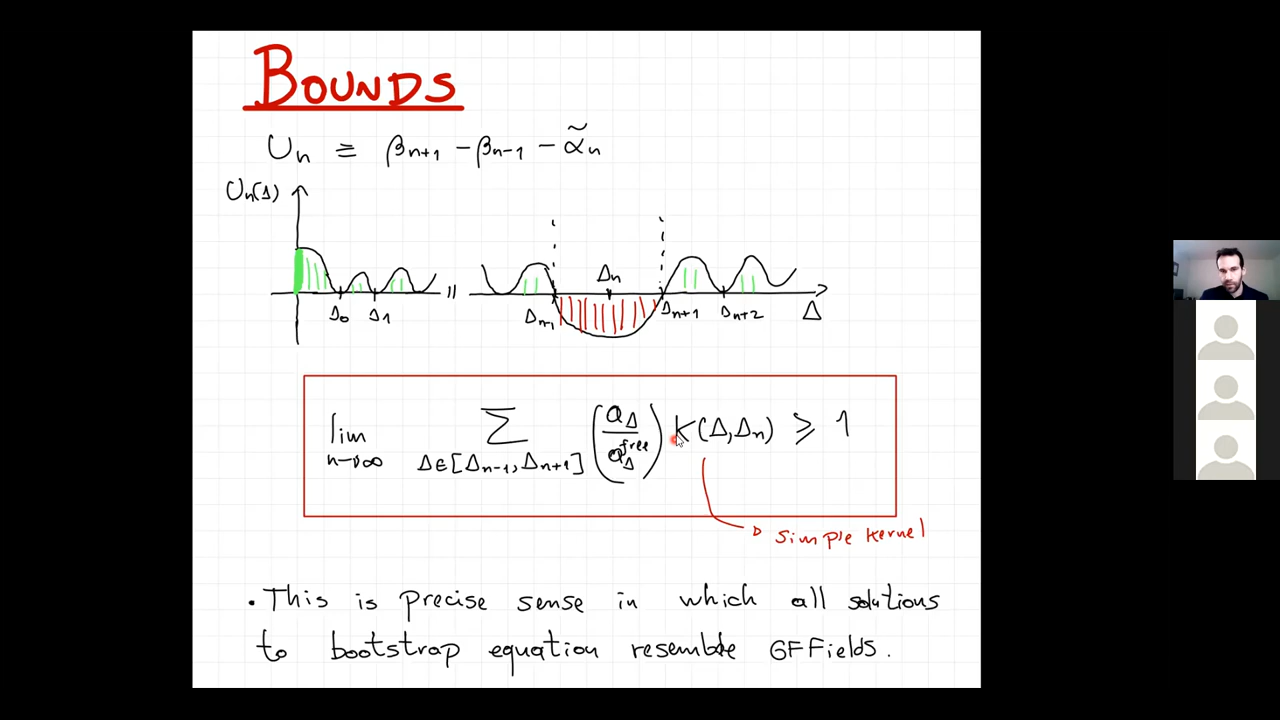 BOUNDS
Un ≡ βn+1 - βn-1 - α̃n
Un(Δ)
Δn
Δ0 Δ1 Δn-1 Δn+1 Δn+2 Δ
lim n→∞ Σ Δ∈[Δn-1, Δn+1] (aΔ / aΔ^free) K(Δ, Δn) ⩾ 1
simple kernel
• This is precise sense in which all solutions
to bootstrap equation resemble GFFields.